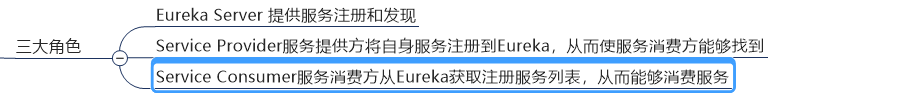 三大角色
Eureka Server 提供服务注册和发现
Service Provider服务提供方将自身服务注册到Eureka，从而使服务消费方能够找到
Service Consumer服务消费方从Eureka获取注册服务列表，从而能够消费服务